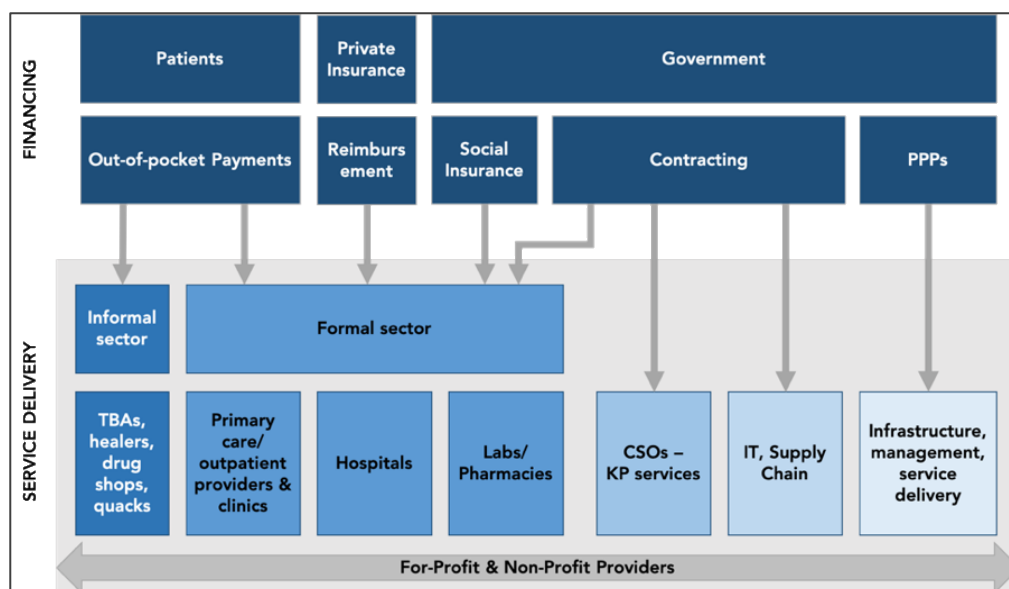 FINANCING
Patients
Private
Insurance
Government
Out-of-pocket Payments
Reimburs
ement
Social
Insurance
Contracting
PPPs
SERVICE DELIVERY
Informal
sector
Formal sector
TBAs,
healers,
drug
shops,
quacks
Primary
care/
outpatient
providers &
clinics
Hospitals
Labs/
Pharmacies
CSOs –
KP services
IT, Supply
Chain
Infrastructure,
management,
service
delivery
For-Profit & Non-Profit Providers